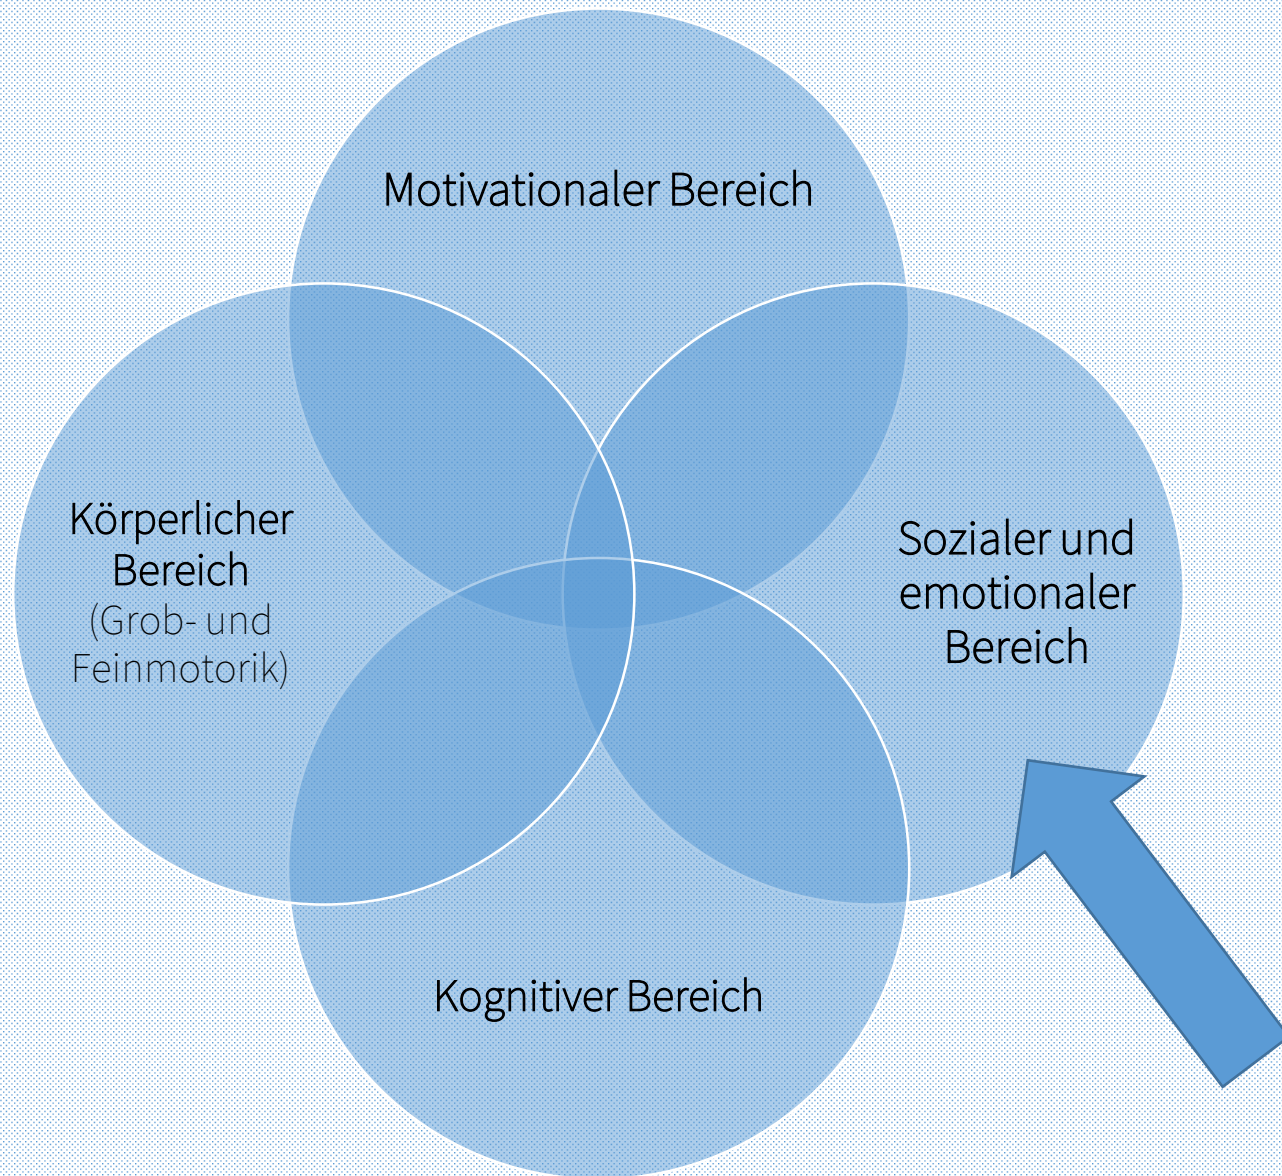 Motivationaler Bereich
Körperlicher
Bereich
(Grob- und
Feinmotorik)
Sozialer und
emotionaler
Bereich
Kognitiver Bereich